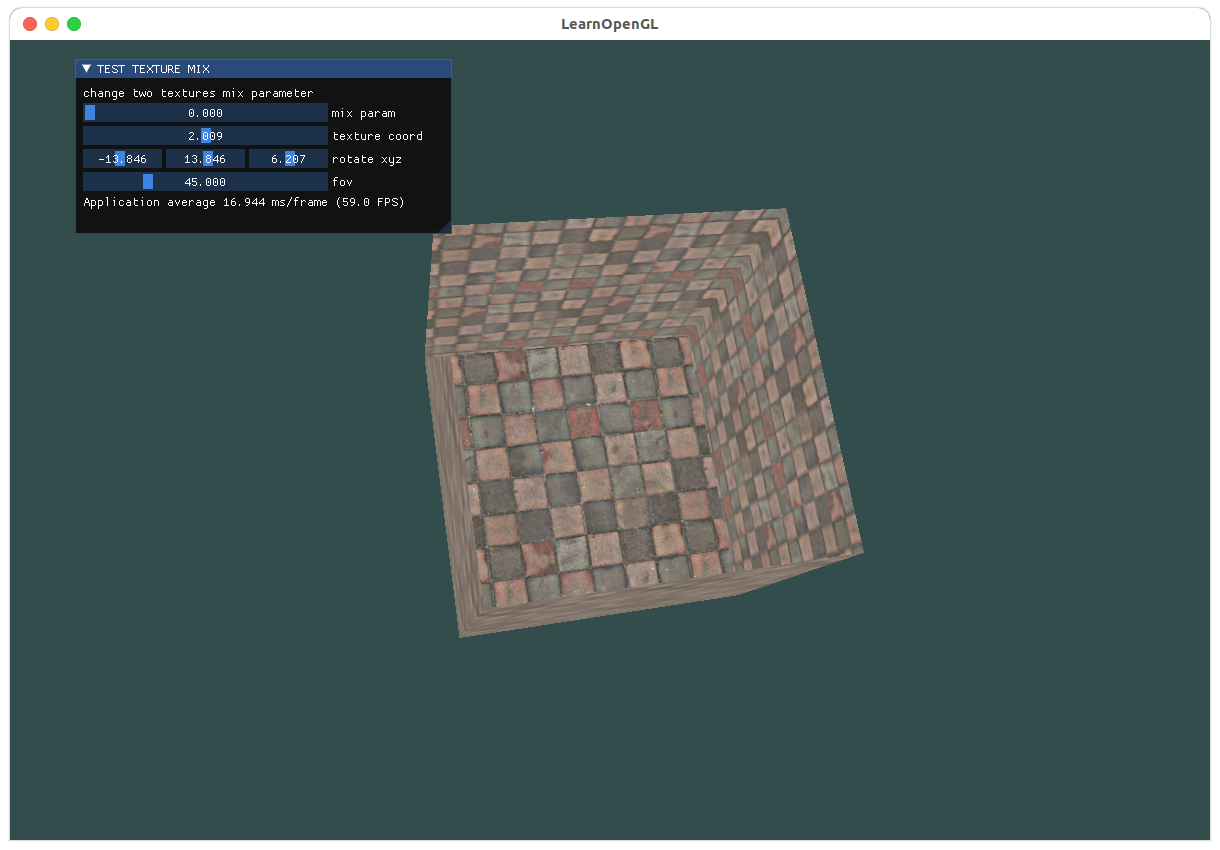 LearnOpenGL
TEST TEXTURE MIX
change two textures mix parameter
0.000 mix param
2.009 texture coord
-13.846 13.846 6.207 rotate xyz
45.000 fov
Application average 16.944 ms/frame (59.0 FPS)